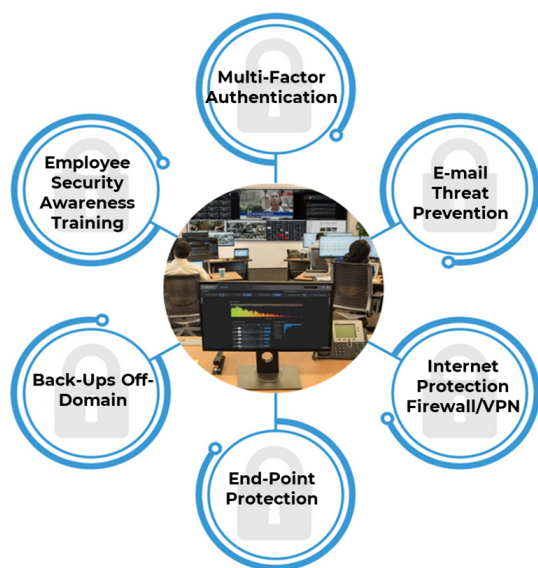 Multi-Factor
Authentication
E-mail
Threat
Prevention
Internet
Protection
Firewall/VPN
End-Point
Protection
Back-Ups Off-
Domain
Employee
Security
Awareness
Training